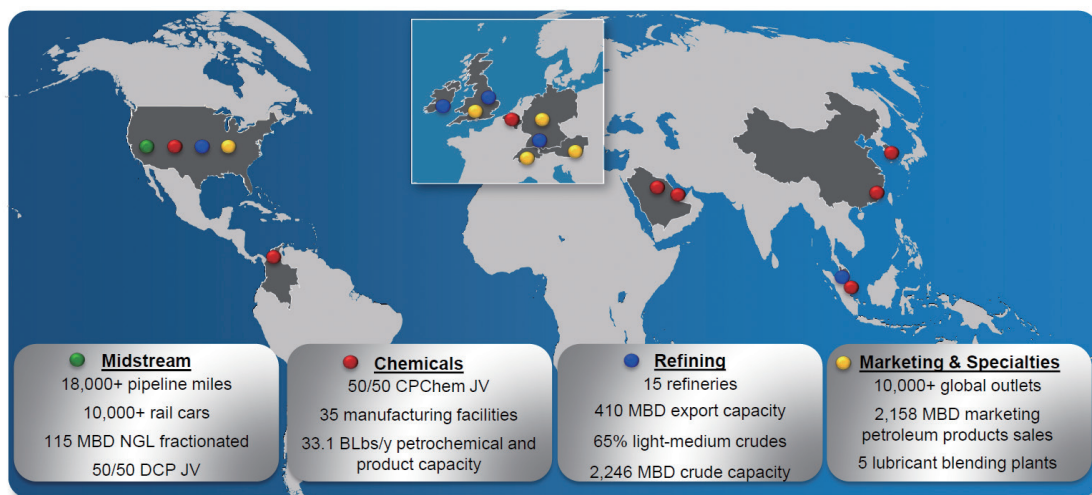 Midstream
18,000+ pipeline miles
10,000+ rail cars
115 MBD NGL fractionated
50/50 DCP JV
Chemicals
50/50 CPChem JV
35 manufacturing facilities
33.1 BLbs/y petrochemical and
product capacity
Refining
15 refineries
410 MBD export capacity
65% light-medium crudes
2,246 MBD crude capacity
Marketing & Specialties
10,000+ global outlets
2,158 MBD marketing
petroleum products sales
5 lubricant blending plants